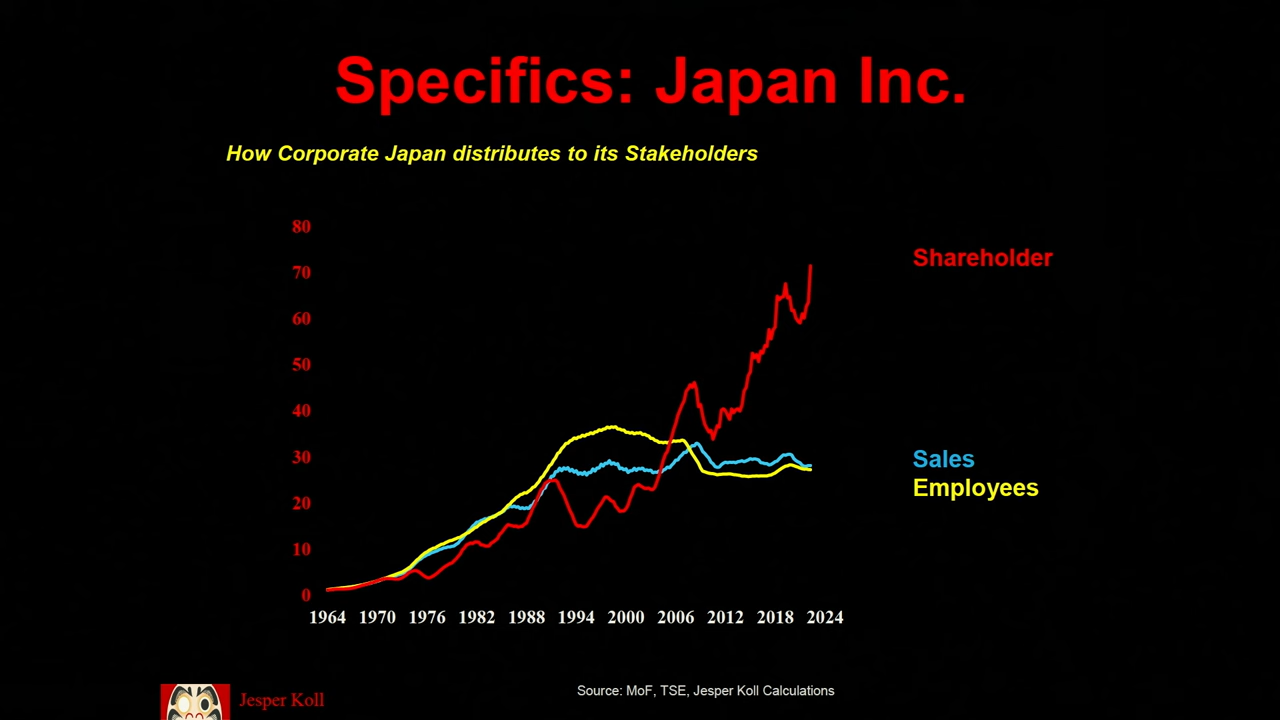 Specifics: Japan Inc.
How Corporate Japan distributes to its Stakeholders
80
70
60
50
40
30
20
10
0
1964 1970 1976 1982 1988 1994 2000 2006 2012 2018 2024
Shareholder
Sales
Employees
Source: MoF, TSE, Jesper Koll Calculations
Jesper Koll